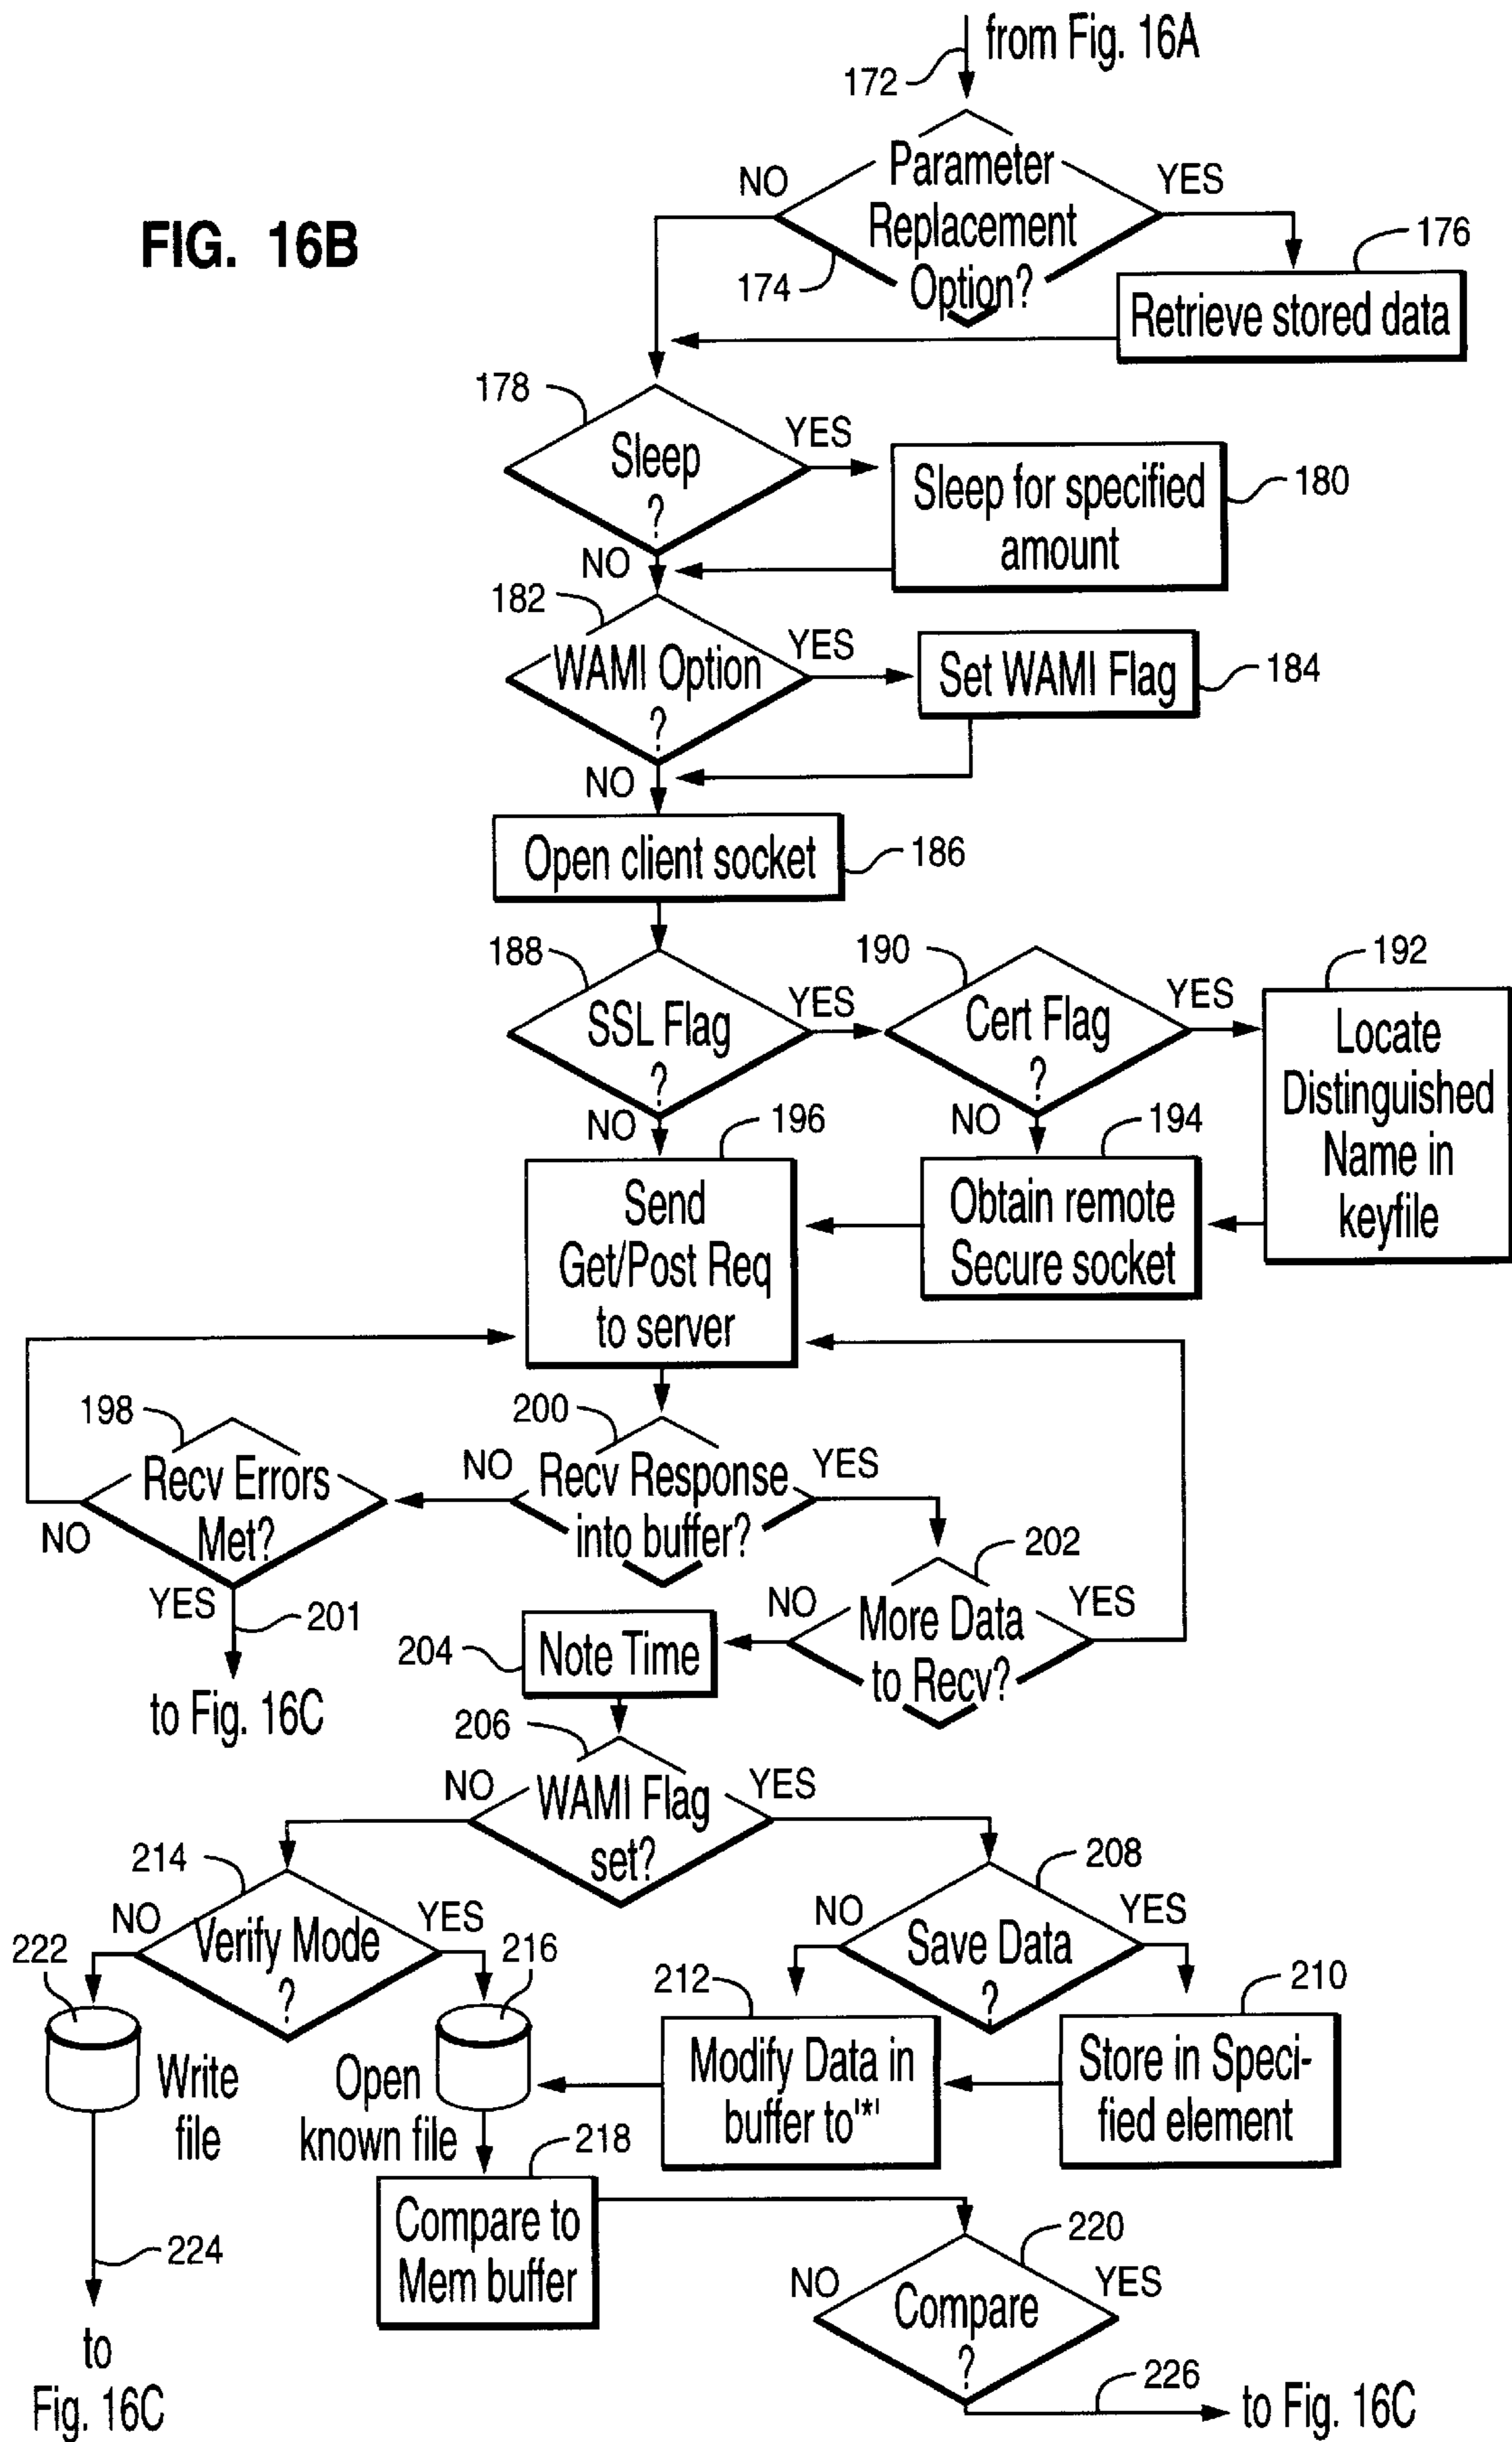 from Fig. 16A
172
FIG. 16B
NO
Parameter
Replacement
Option?
YES
174
176
Retrieve stored data
178
Sleep
?
YES
NO
Sleep for specified
amount
180
182
WAMI Option
?
YES
NO
Set WAMI Flag
184
Open client socket
186
188
SSL Flag
?
YES
NO
190
Cert Flag
?
YES
NO
192
Locate
Distinguished
Name in
keyfile
194
Obtain remote
Secure socket
196
Send
Get/Post Req
to server
198
Recv Errors
Met?
NO
YES
201
to Fig. 16C
200
NO
Recv Response
into buffer?
YES
202
NO
More Data
to Recv?
YES
204
Note Time
206
NO
WAMI Flag
set?
YES
214
NO
Verify Mode
?
YES
208
NO
Save Data
?
YES
222
Write
file
216
Open
known file
212
Modify Data in
buffer to'*'
210
Store in Speci-
fied element
218
Compare to
Mem buffer
220
NO
Compare
?
YES
224
to
Fig. 16C
226
to Fig. 16C